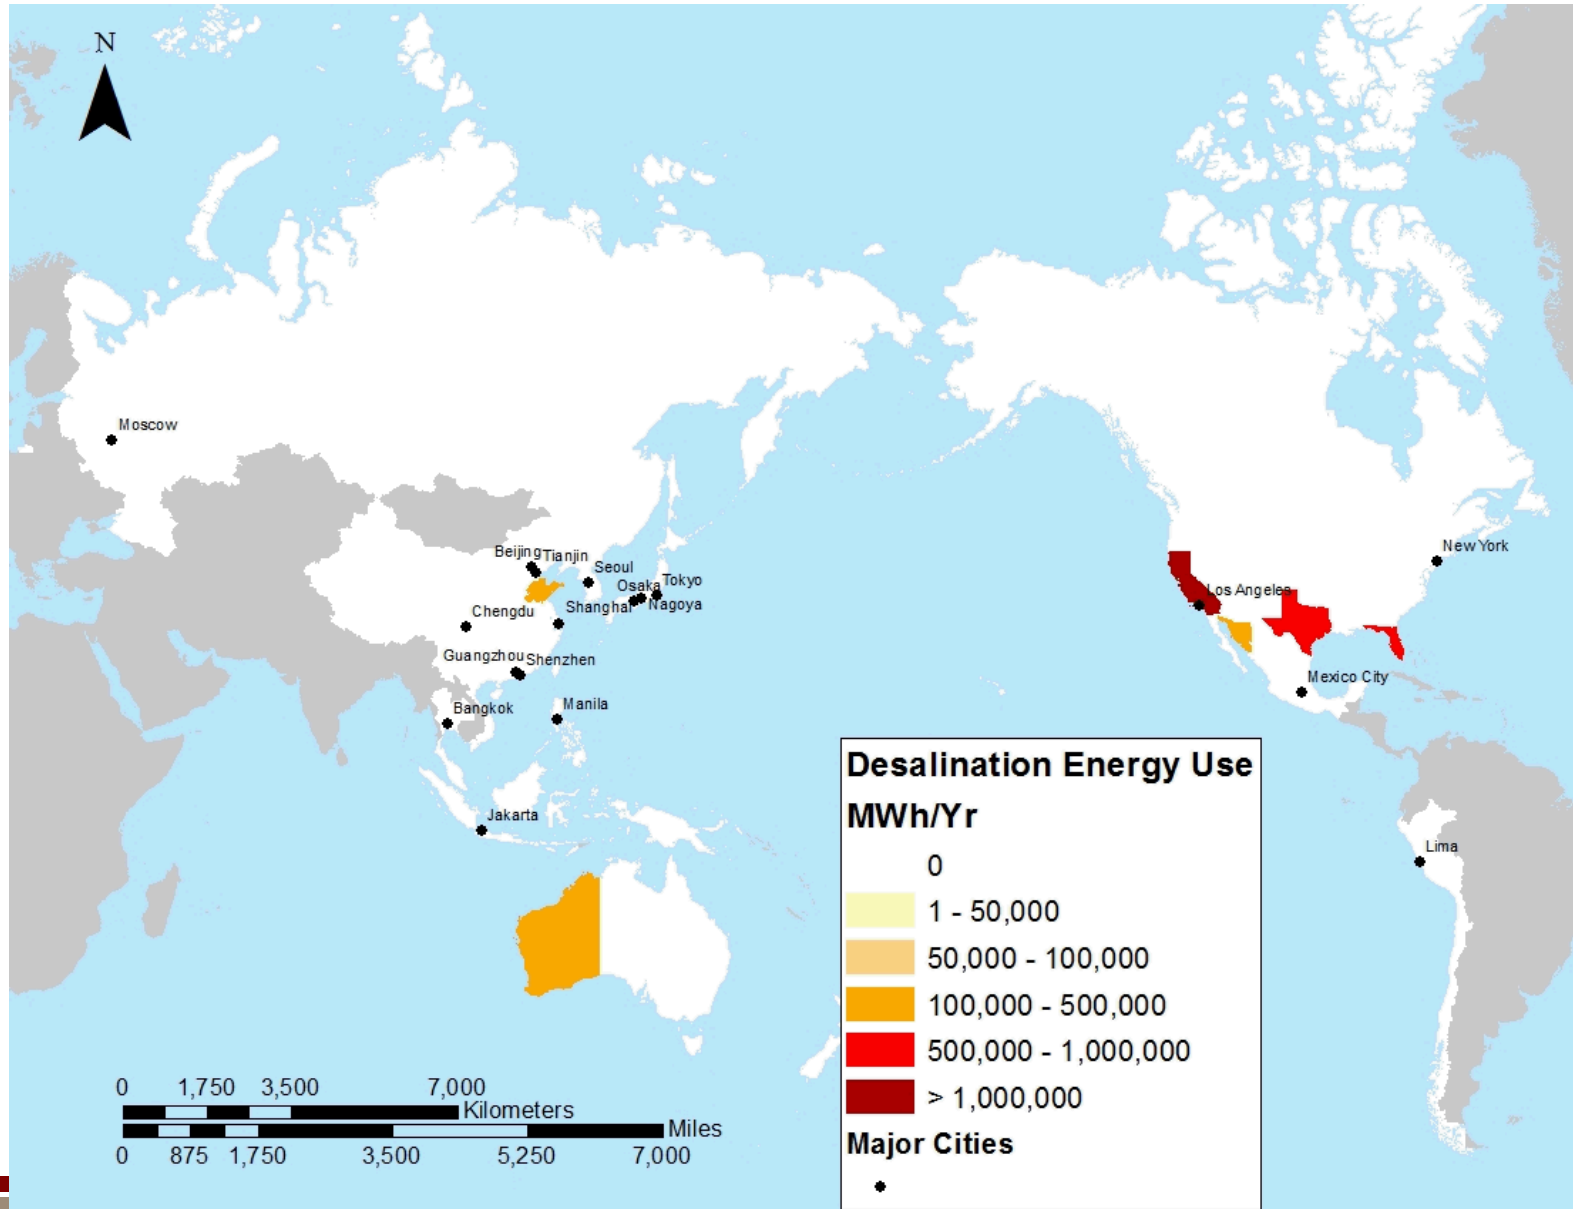 N
Moscow
Beijing
Tianjin
Seoul
Osaka
Tokyo
Nagoya
Shanghai
Chengdu
Guangzhou
Shenzhen
Bangkok
Manila
Jakarta
New York
Los Angeles
Mexico City
Lima
Desalination Energy Use
MWh/Yr
0
1 - 50,000
50,000 - 100,000
100,000 - 500,000
500,000 - 1,000,000
> 1,000,000
Major Cities
0 1,750 3,500 7,000
Kilometers
Miles
0 875 1,750 3,500 5,250 7,000